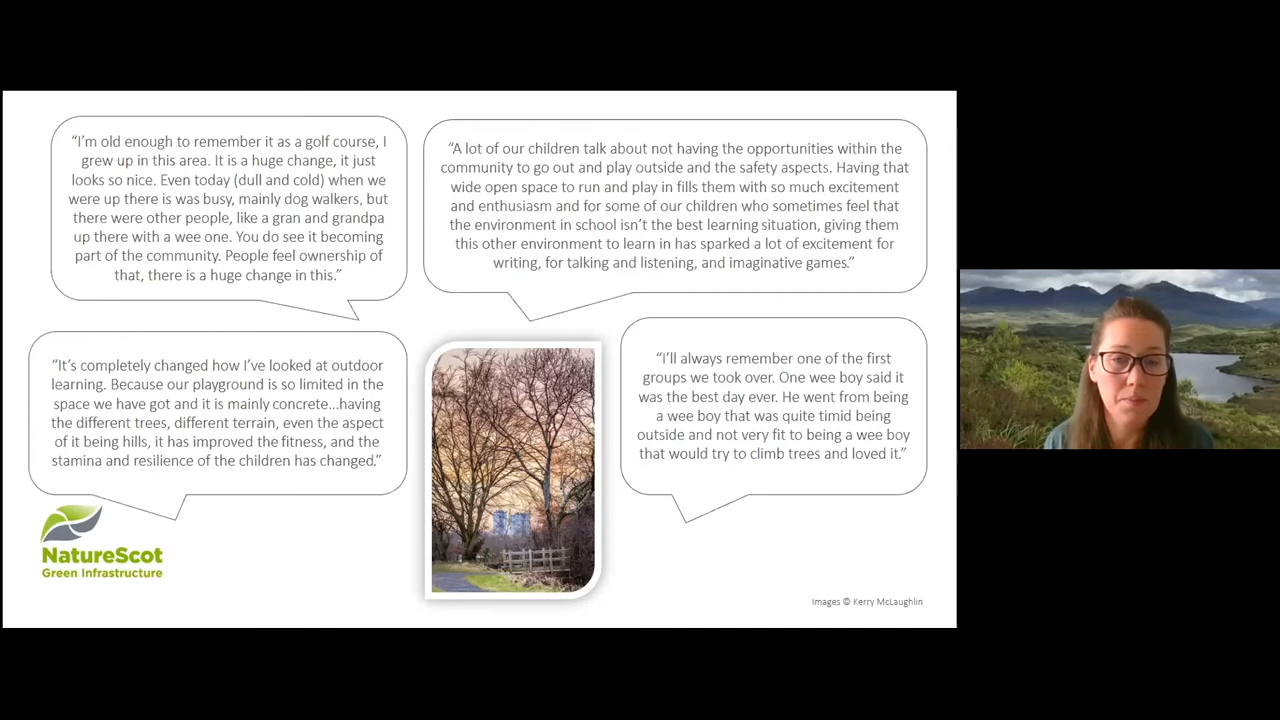 “I’m old enough to remember it as a golf course, I
grew up in this area. It is a huge change, it just
looks so nice. Even today (dull and cold) when we
were up there is was busy, mainly dog walkers, but
there were other people, like a gran and grandpa
up there with a wee one. You do see it becoming
part of the community. People feel ownership of
that, there is a huge change in this.”
“A lot of our children talk about not having the opportunities within the
community to go out and play outside and the safety aspects. Having that
wide open space to run and play in fills them with so much excitement
and enthusiasm and for some of our children who sometimes feel that
the environment in school isn’t the best learning situation, giving them
this other environment to learn in has sparked a lot of excitement for
writing, for talking and listening, and imaginative games.”
“It’s completely changed how I’ve looked at outdoor
learning. Because our playground is so limited in the
space we have got and it is mainly concrete...having
the different trees, different terrain, even the aspect
of it being hills, it has improved the fitness, and the
stamina and resilience of the children has changed.”
“I’ll always remember one of the first
groups we took over. One wee boy said it
was the best day ever. He went from being
a wee boy that was quite timid being
outside and not very fit to being a wee boy
that would try to climb trees and loved it.”
NatureScot
Green Infrastructure
Images © Kerry McLaughlin